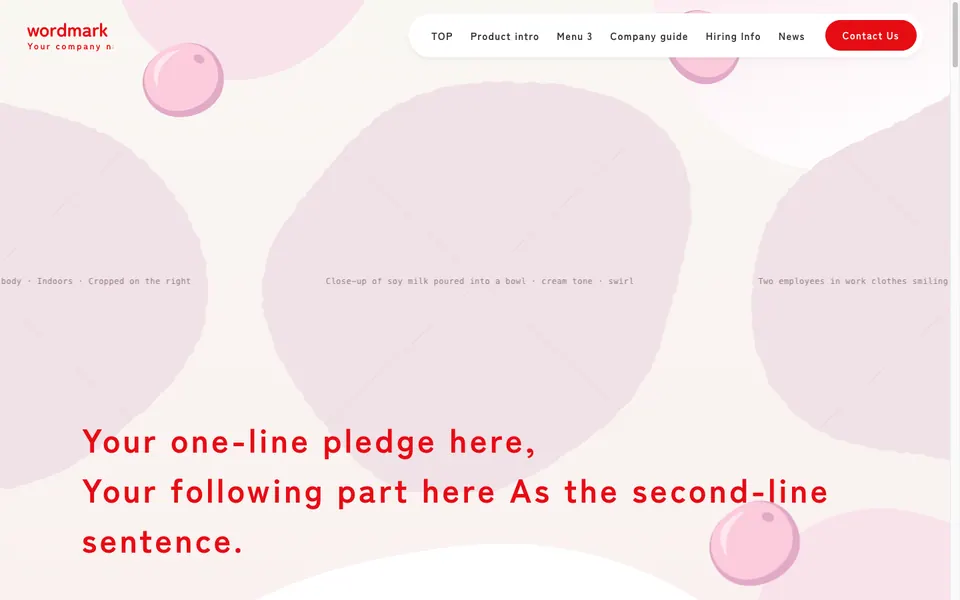 wordmark
Your company n
TOP Product intro Menu 3 Company guide Hiring Info News Contact Us
body · Indoors · Cropped on the right
Close-up of soy milk poured into a bowl · cream tone · swirl
Two employees in work clothes smiling
Your one-line pledge here,
Your following part here As the second-line
sentence.